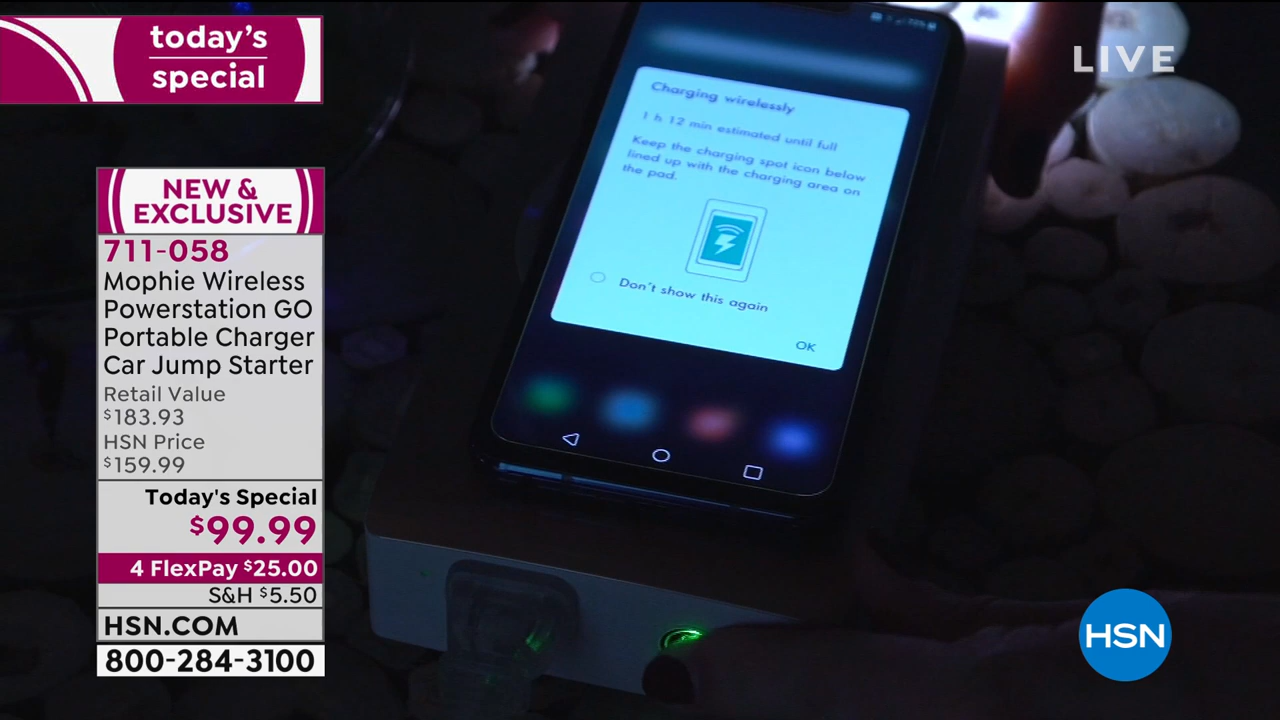 today's
special
LIVE
NEW &
EXCLUSIVE
711-058
Mophie Wireless
Powerstation GO
Portable Charger
Car Jump Starter
Retail Value
$183.93
HSN Price
$159.99
Today's Special
$99.99
4 FlexPay $25.00
S&H $5.50
HSN.COM
800-284-3100
Charging wirelessly
1 h 12 min estimated until full
Keep the charging spot icon below
lined up with the charging area on
the pad.
Don't show this again
OK
HSN